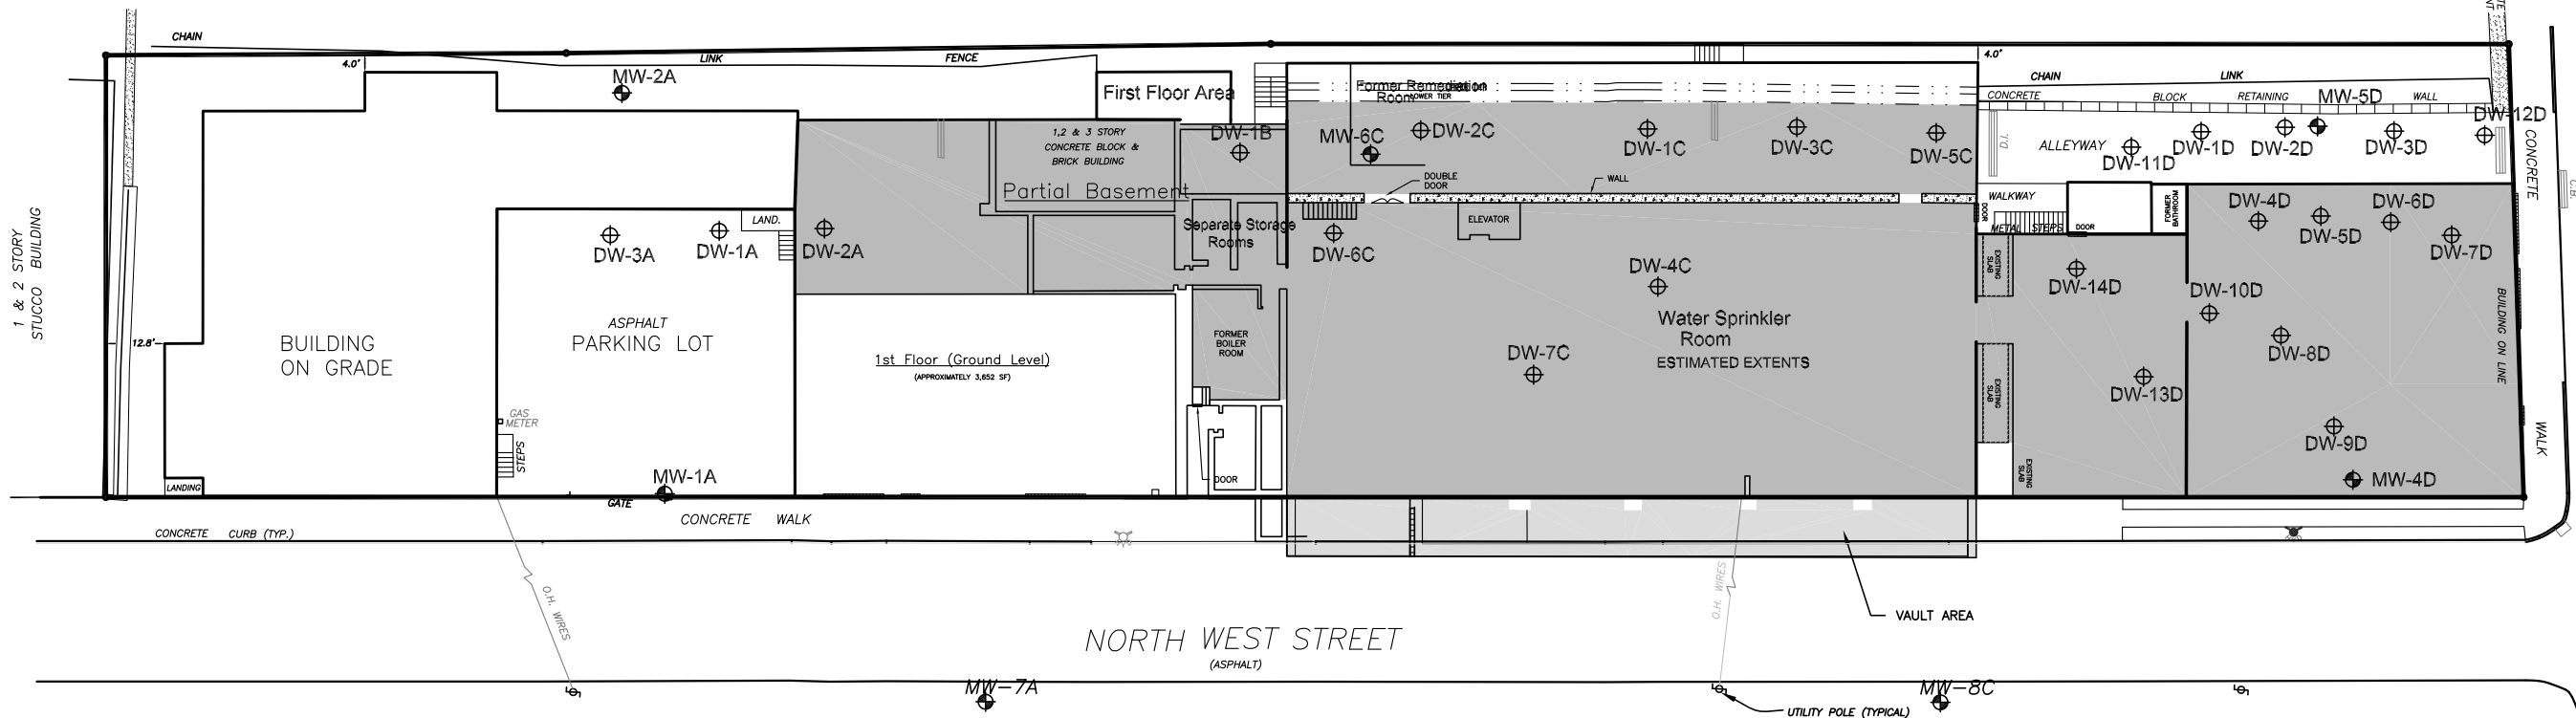 CHAIN
LINK
FENCE
4.0'
MW-2A
First Floor Area
Former Remediation
Room
LOWER TIER
4.0'
CHAIN
LINK
CONCRETE
BLOCK
RETAINING
WALL
MW-5D
DW-12D
CONCRETE
1,2 & 3 STORY
CONCRETE BLOCK &
BRICK BUILDING
Partial Basement
DW-1B
MW-6C
DW-2C
DW-1C
DW-3C
DW-5C
D.I.
ALLEYWAY
DW-11D
DW-1D
DW-2D
DW-3D
C.B.
DOUBLE
DOOR
WALL
WALKWAY
DOOR
METAL STEPS
DOOR
FORMER
BATHROOM
DW-4D
DW-5D
DW-6D
DW-7D
1 & 2 STORY
STUCCO BUILDING
LAND.
DW-3A
DW-1A
DW-2A
Separate Storage
Rooms
DW-6C
ELEVATOR
DW-4C
EXISTING
SLAB
DW-14D
DW-10D
BUILDING ON LINE
12.8'
BUILDING
ON GRADE
ASPHALT
PARKING LOT
1st Floor (Ground Level)
(APPROXIMATELY 3,652 SF)
FORMER
BOILER
ROOM
DW-7C
Water Sprinkler
Room
ESTIMATED EXTENTS
EXISTING
SLAB
DW-13D
DW-8D
DW-9D
GAS
METER
STEPS
WALK
LANDING
MW-1A
GATE
DOOR
EXISTING
SLAB
MW-4D
CONCRETE WALK
CONCRETE CURB (TYP.)
O.H. WIRES
O.H. WIRES
VAULT AREA
NORTH WEST STREET
(ASPHALT)
MW-7A
MW-8C
UTILITY POLE (TYPICAL)